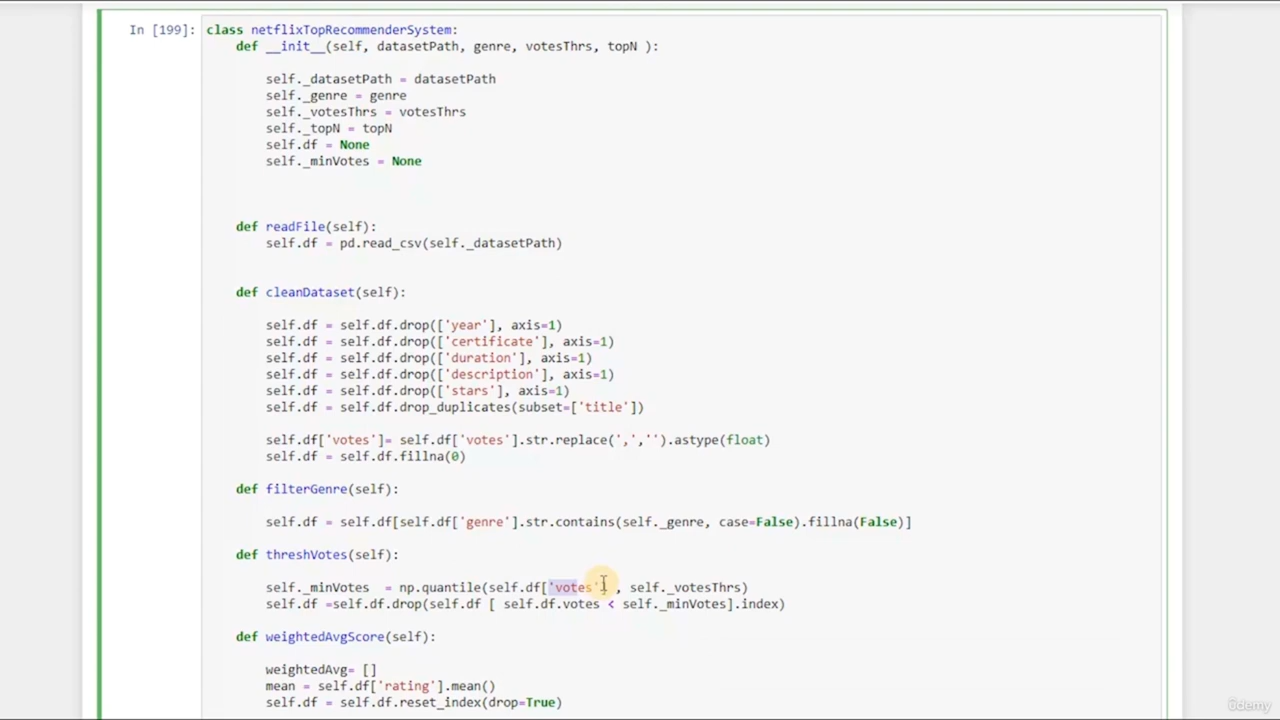 In [199]: class netflixTopRecommenderSystem:
    def __init__(self, datasetPath, genre, votesThrs, topN ):
        self._datasetPath = datasetPath
        self._genre = genre
        self._votesThrs = votesThrs
        self._topN = topN
        self.df = None
        self._minVotes = None
    def readFile(self):
        self.df = pd.read_csv(self._datasetPath)
    def cleanDataset(self):
        self.df = self.df.drop(['year'], axis=1)
        self.df = self.df.drop(['certificate'], axis=1)
        self.df = self.df.drop(['duration'], axis=1)
        self.df = self.df.drop(['description'], axis=1)
        self.df = self.df.drop(['stars'], axis=1)
        self.df = self.df.drop_duplicates(subset=['title'])
        self.df['votes']= self.df['votes'].str.replace(',','').astype(float)
        self.df = self.df.fillna(0)
    def filterGenre(self):
        self.df = self.df[self.df['genre'].str.contains(self._genre, case=False).fillna(False)]
    def threshVotes(self):
        self._minVotes  = np.quantile(self.df['votes'] , self._votesThrs)
        self.df =self.df.drop(self.df [ self.df.votes < self._minVotes].index)
    def weightedAvgScore(self):
        weightedAvg= []
        mean = self.df['rating'].mean()
        self.df = self.df.reset_index(drop=True)
ûdemy